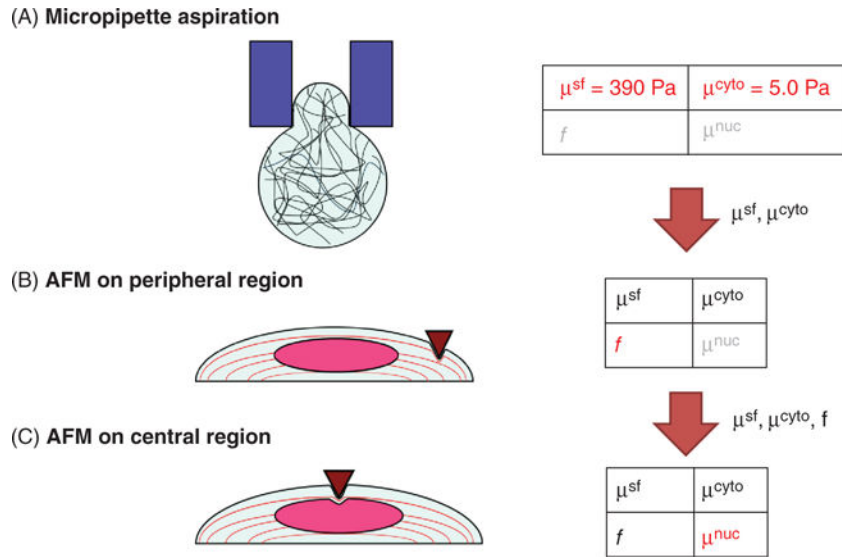 (A) Micropipette aspiration
μsf = 390 Pa μcyto = 5.0 Pa
f μnuc
μsf, μcyto
(B) AFM on peripheral region
μsf μcyto
f μnuc
μsf, μcyto, f
(C) AFM on central region
μsf μcyto
f μnuc